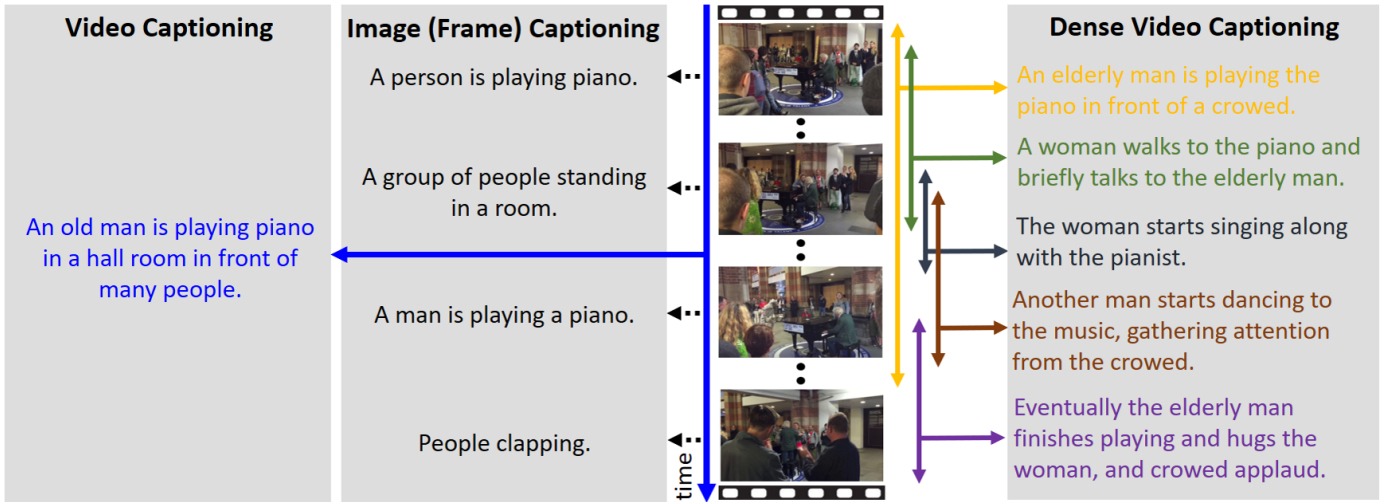 Video Captioning
An old man is playing piano
in a hall room in front of
many people.
Image (Frame) Captioning
A person is playing piano.
A group of people standing
in a room.
A man is playing a piano.
People clapping.
time
Dense Video Captioning
An elderly man is playing the
piano in front of a crowed.
A woman walks to the piano and
briefly talks to the elderly man.
The woman starts singing along
with the pianist.
Another man starts dancing to
the music, gathering attention
from the crowed.
Eventually the elderly man
finishes playing and hugs the
woman, and crowed applaud.